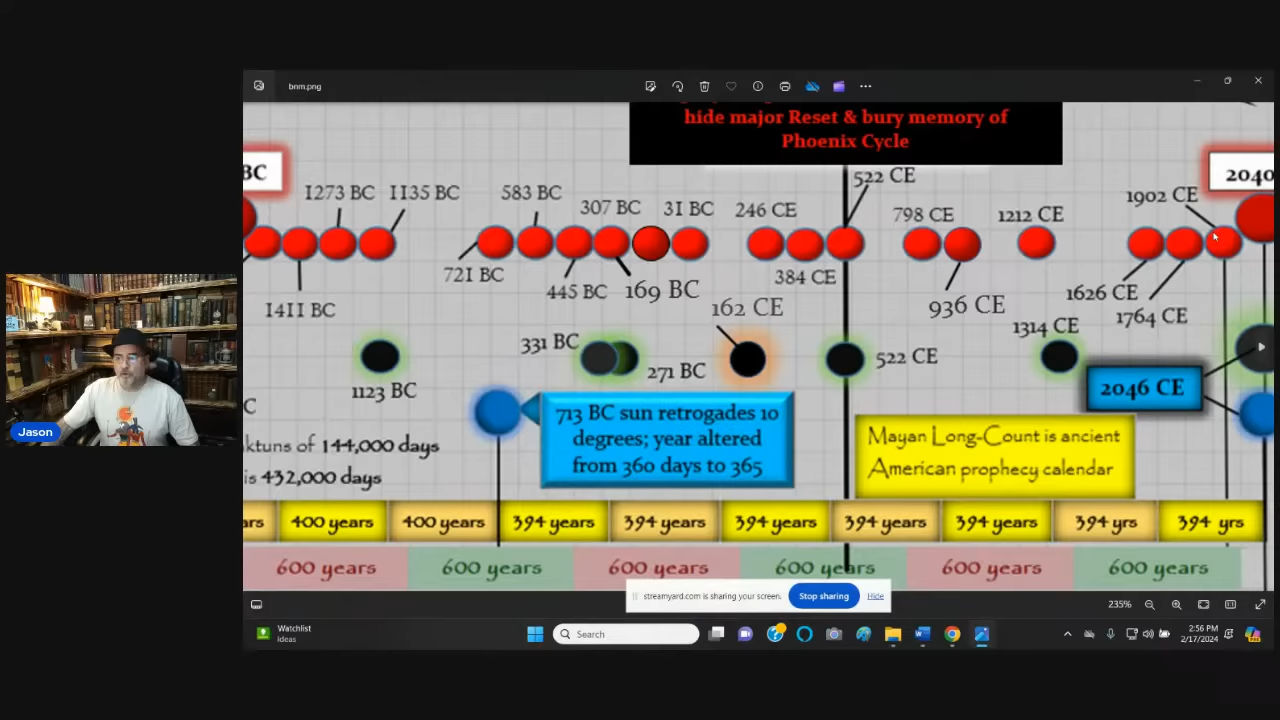 bnm.png
hide major Reset & bury memory of
Phoenix Cycle
BC
2040
1273 BC
1135 BC
583 BC
307 BC
31 BC
246 CE
522 CE
798 CE
1212 CE
1902 CE
721 BC
445 BC
169 BC
384 CE
936 CE
1626 CE
1764 CE
1411 BC
162 CE
1314 CE
331 BC
271 BC
522 CE
1123 BC
2046 CE
C
713 BC sun retrogades 10
degrees; year altered
from 360 days to 365
Mayan Long-Count is ancient
American prophecy calendar
ktuns of 144,000 days
is 432,000 days
Jason
ars
400 years
400 years
394 years
394 years
394 years
394 years
394 years
394 yrs
394 yrs
600 years
600 years
600 years
600 years
600 years
600 years
streamyard.com is sharing your screen.
Stop sharing
Hide
235%
Watchlist
Ideas
Search
2:56 PM
2/17/2024